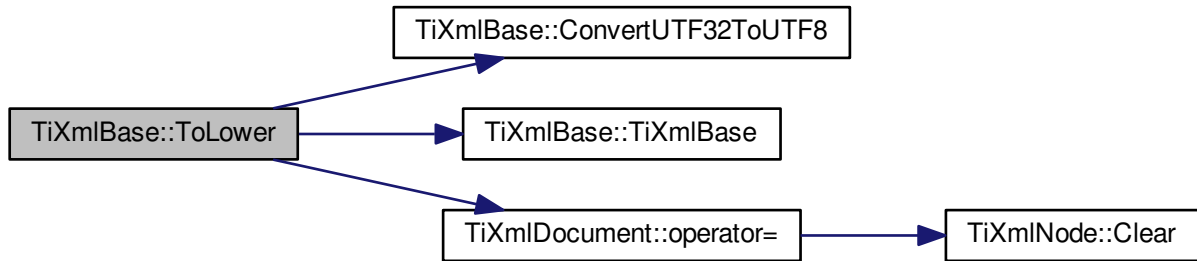 TiXmlBase::ConvertUTF32ToUTF8
TiXmlBase::ToLower
TiXmlBase::TiXmlBase
TiXmlDocument::operator=
TiXmlNode::Clear